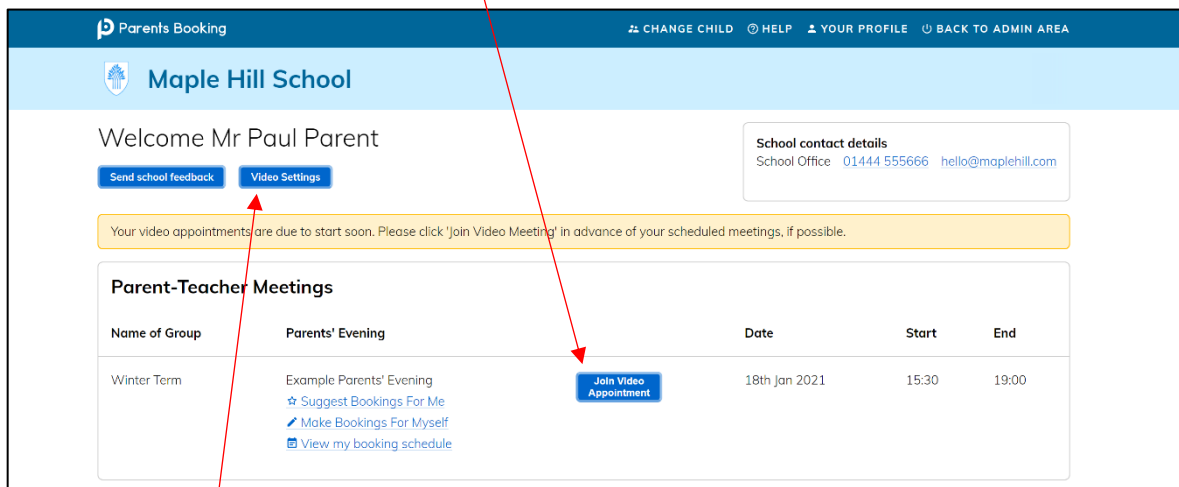 Parents Booking
CHANGE CHILD HELP YOUR PROFILE BACK TO ADMIN AREA
Maple Hill School
Welcome Mr Paul Parent
Send school feedback Video Settings
School contact details
School Office 01444 555666 hello@maplehill.com
Your video appointments are due to start soon. Please click 'Join Video Meeting' in advance of your scheduled meetings, if possible.
Parent-Teacher Meetings
Name of Group Parents' Evening Date Start End
Winter Term Example Parents' Evening Join Video Appointment 18th Jan 2021 15:30 19:00
Suggest Bookings For Me
Make Bookings For Myself
View my booking schedule